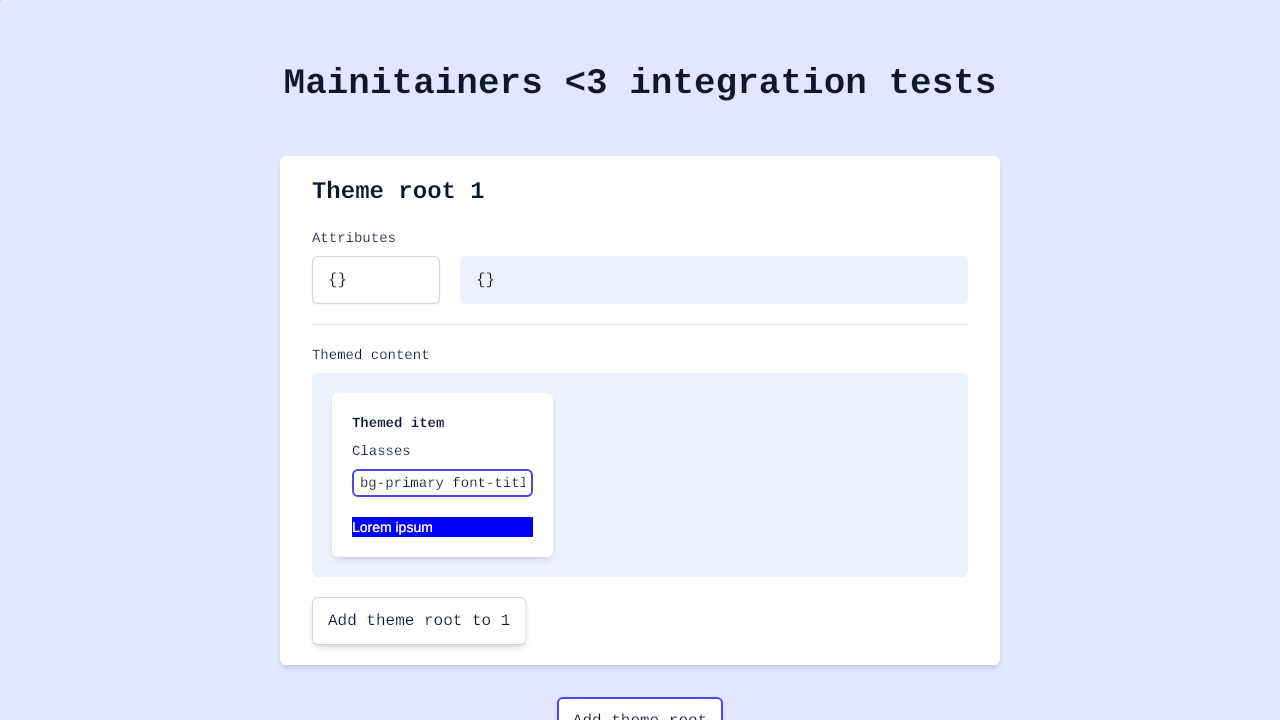 Mainitainers <3 integration tests
Theme root 1
Attributes
{}
{}
Themed content
Themed item
Classes
bg-primary font-titl
Lorem ipsum
Add theme root to 1
Add theme root